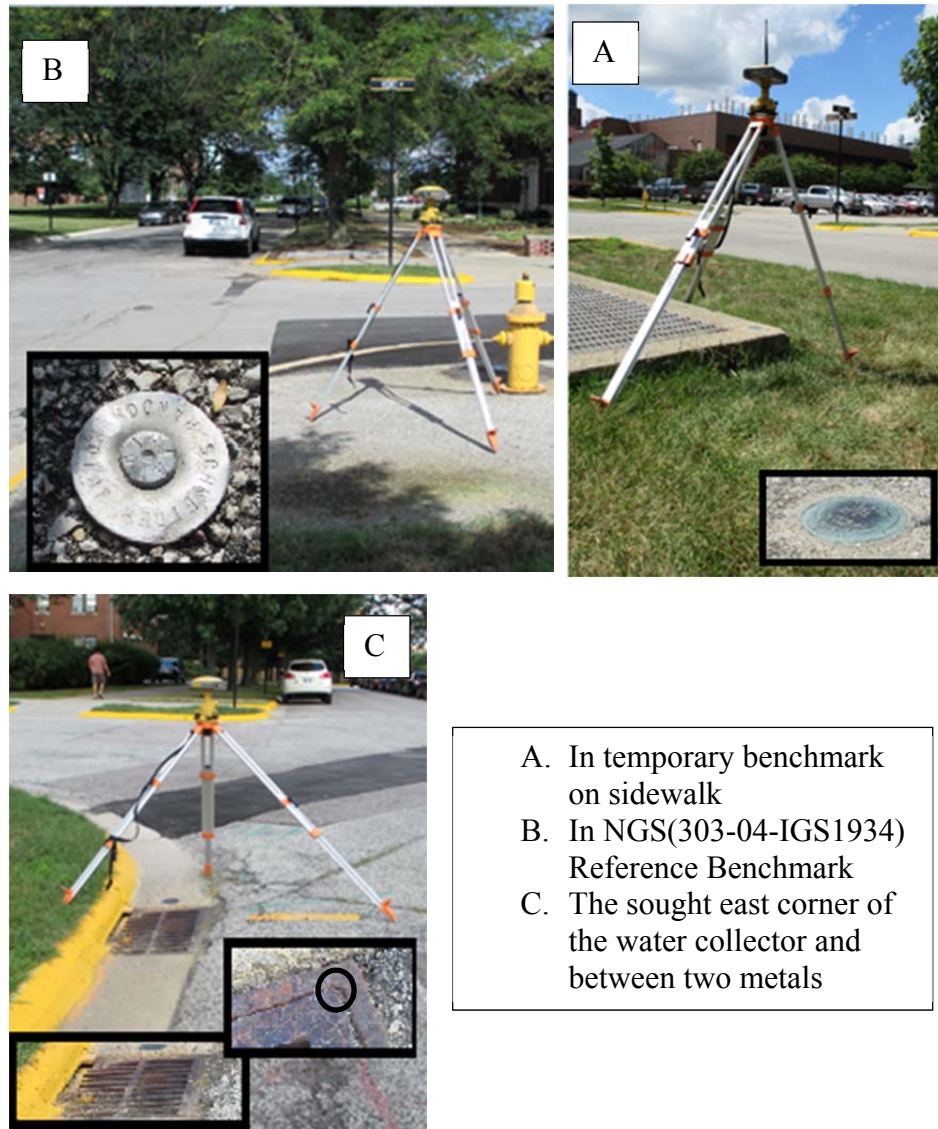 B
A
C
A. In temporary benchmark
on sidewalk
B. In NGS(303-04-IGS1934)
Reference Benchmark
C. The sought east corner of
the water collector and
between two metals